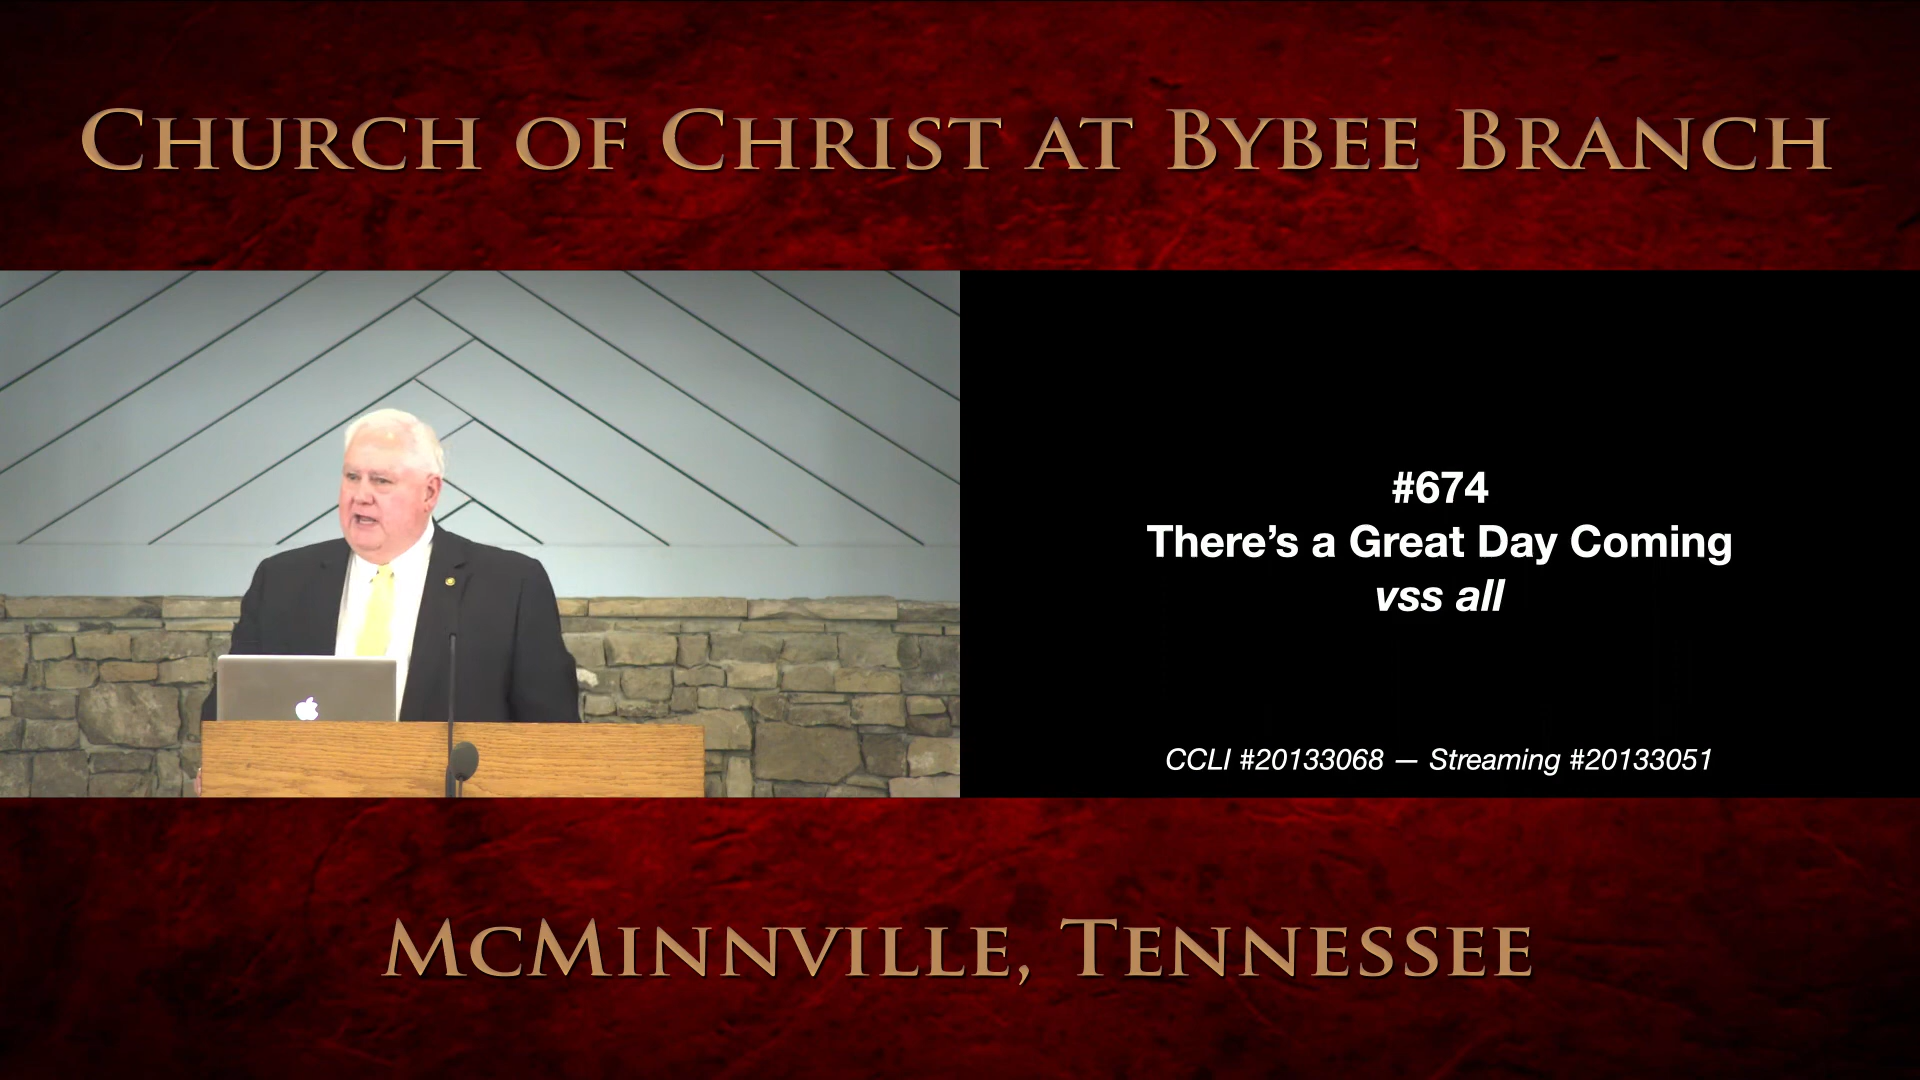 CHURCH OF CHRIST AT BYBEE BRANCH
#674
There's a Great Day Coming
vss all
CCLI #20133068 — Streaming #20133051
MCMINNVILLE, TENNESSEE